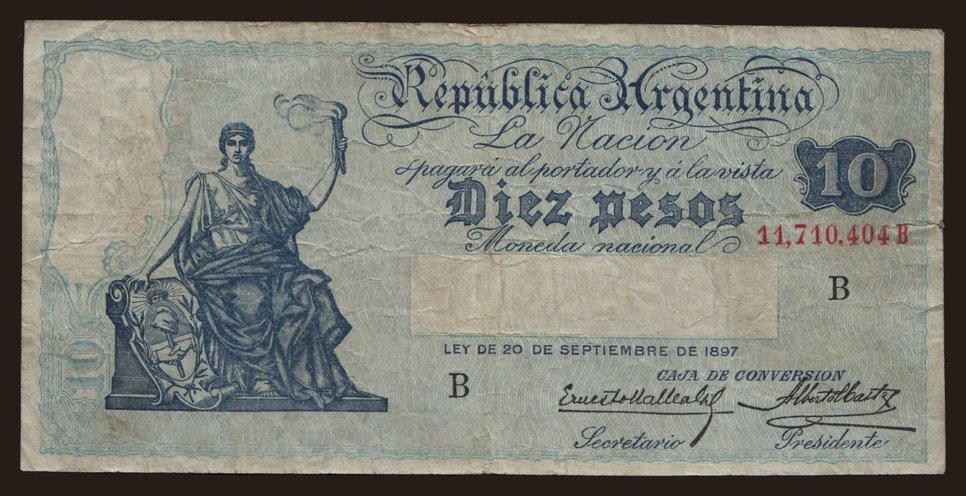 República Argentina
La Nación
pagará al portador y á la vista
10
Diez pesos
11,710,404 B
Moneda nacional
B
LEY DE 20 DE SEPTIEMBRE DE 1897
B
CAJA DE CONVERSION
Secretario Presidente
10